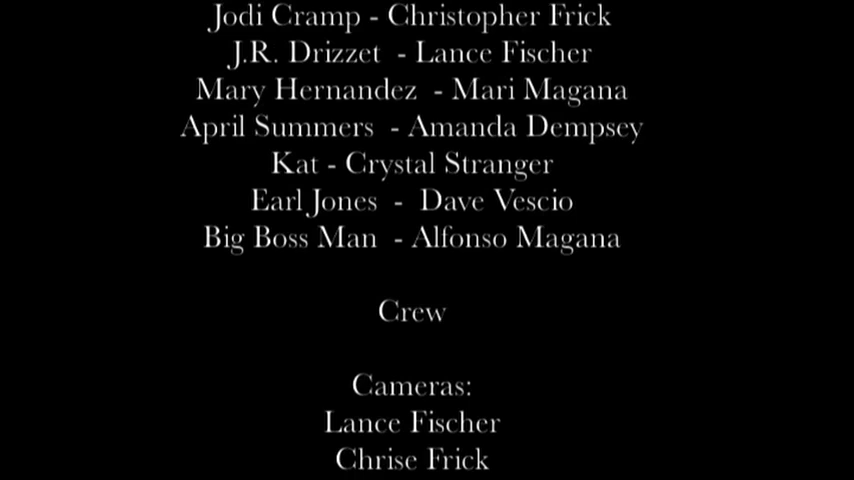 Jodi Cramp - Christopher Frick
J.R. Drizzet - Lance Fischer
Mary Hernandez - Mari Magana
April Summers - Amanda Dempsey
Kat - Crystal Stranger
Earl Jones - Dave Vescio
Big Boss Man - Alfonso Magana
Crew
Cameras:
Lance Fischer
Chrise Frick